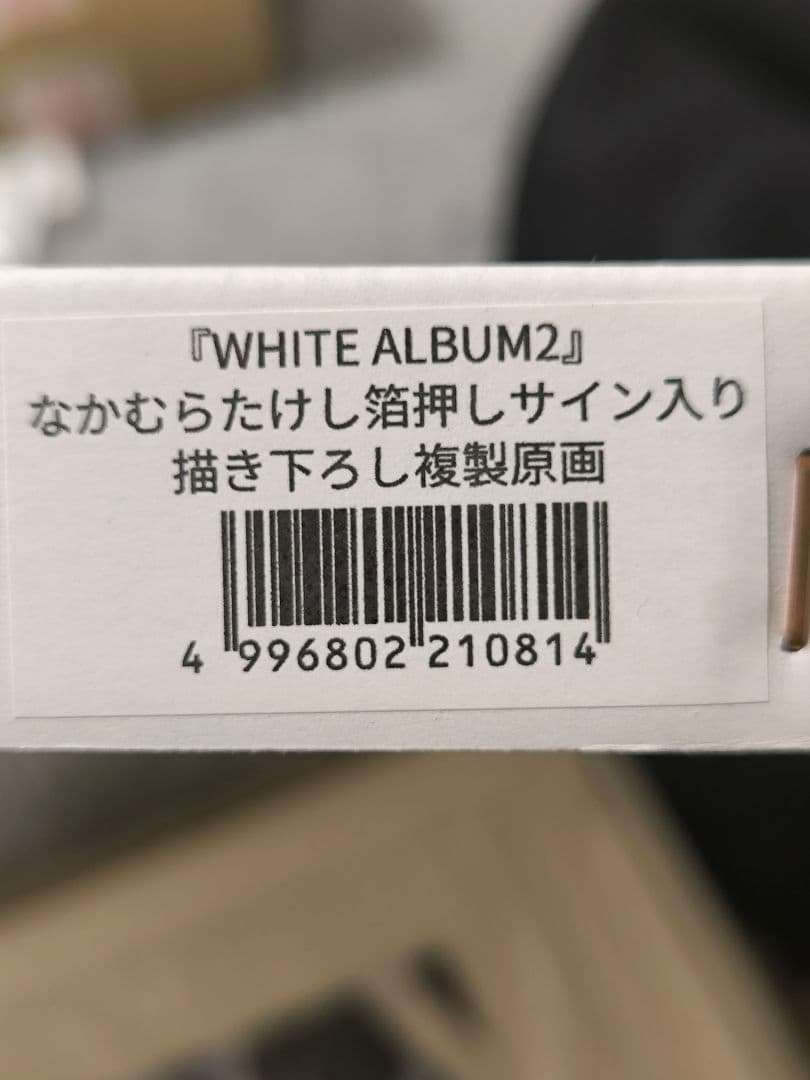 『WHITE ALBUM2』
なかむらたけし箔押しサイン入り
描き下ろし複製原画
4 996802 210814